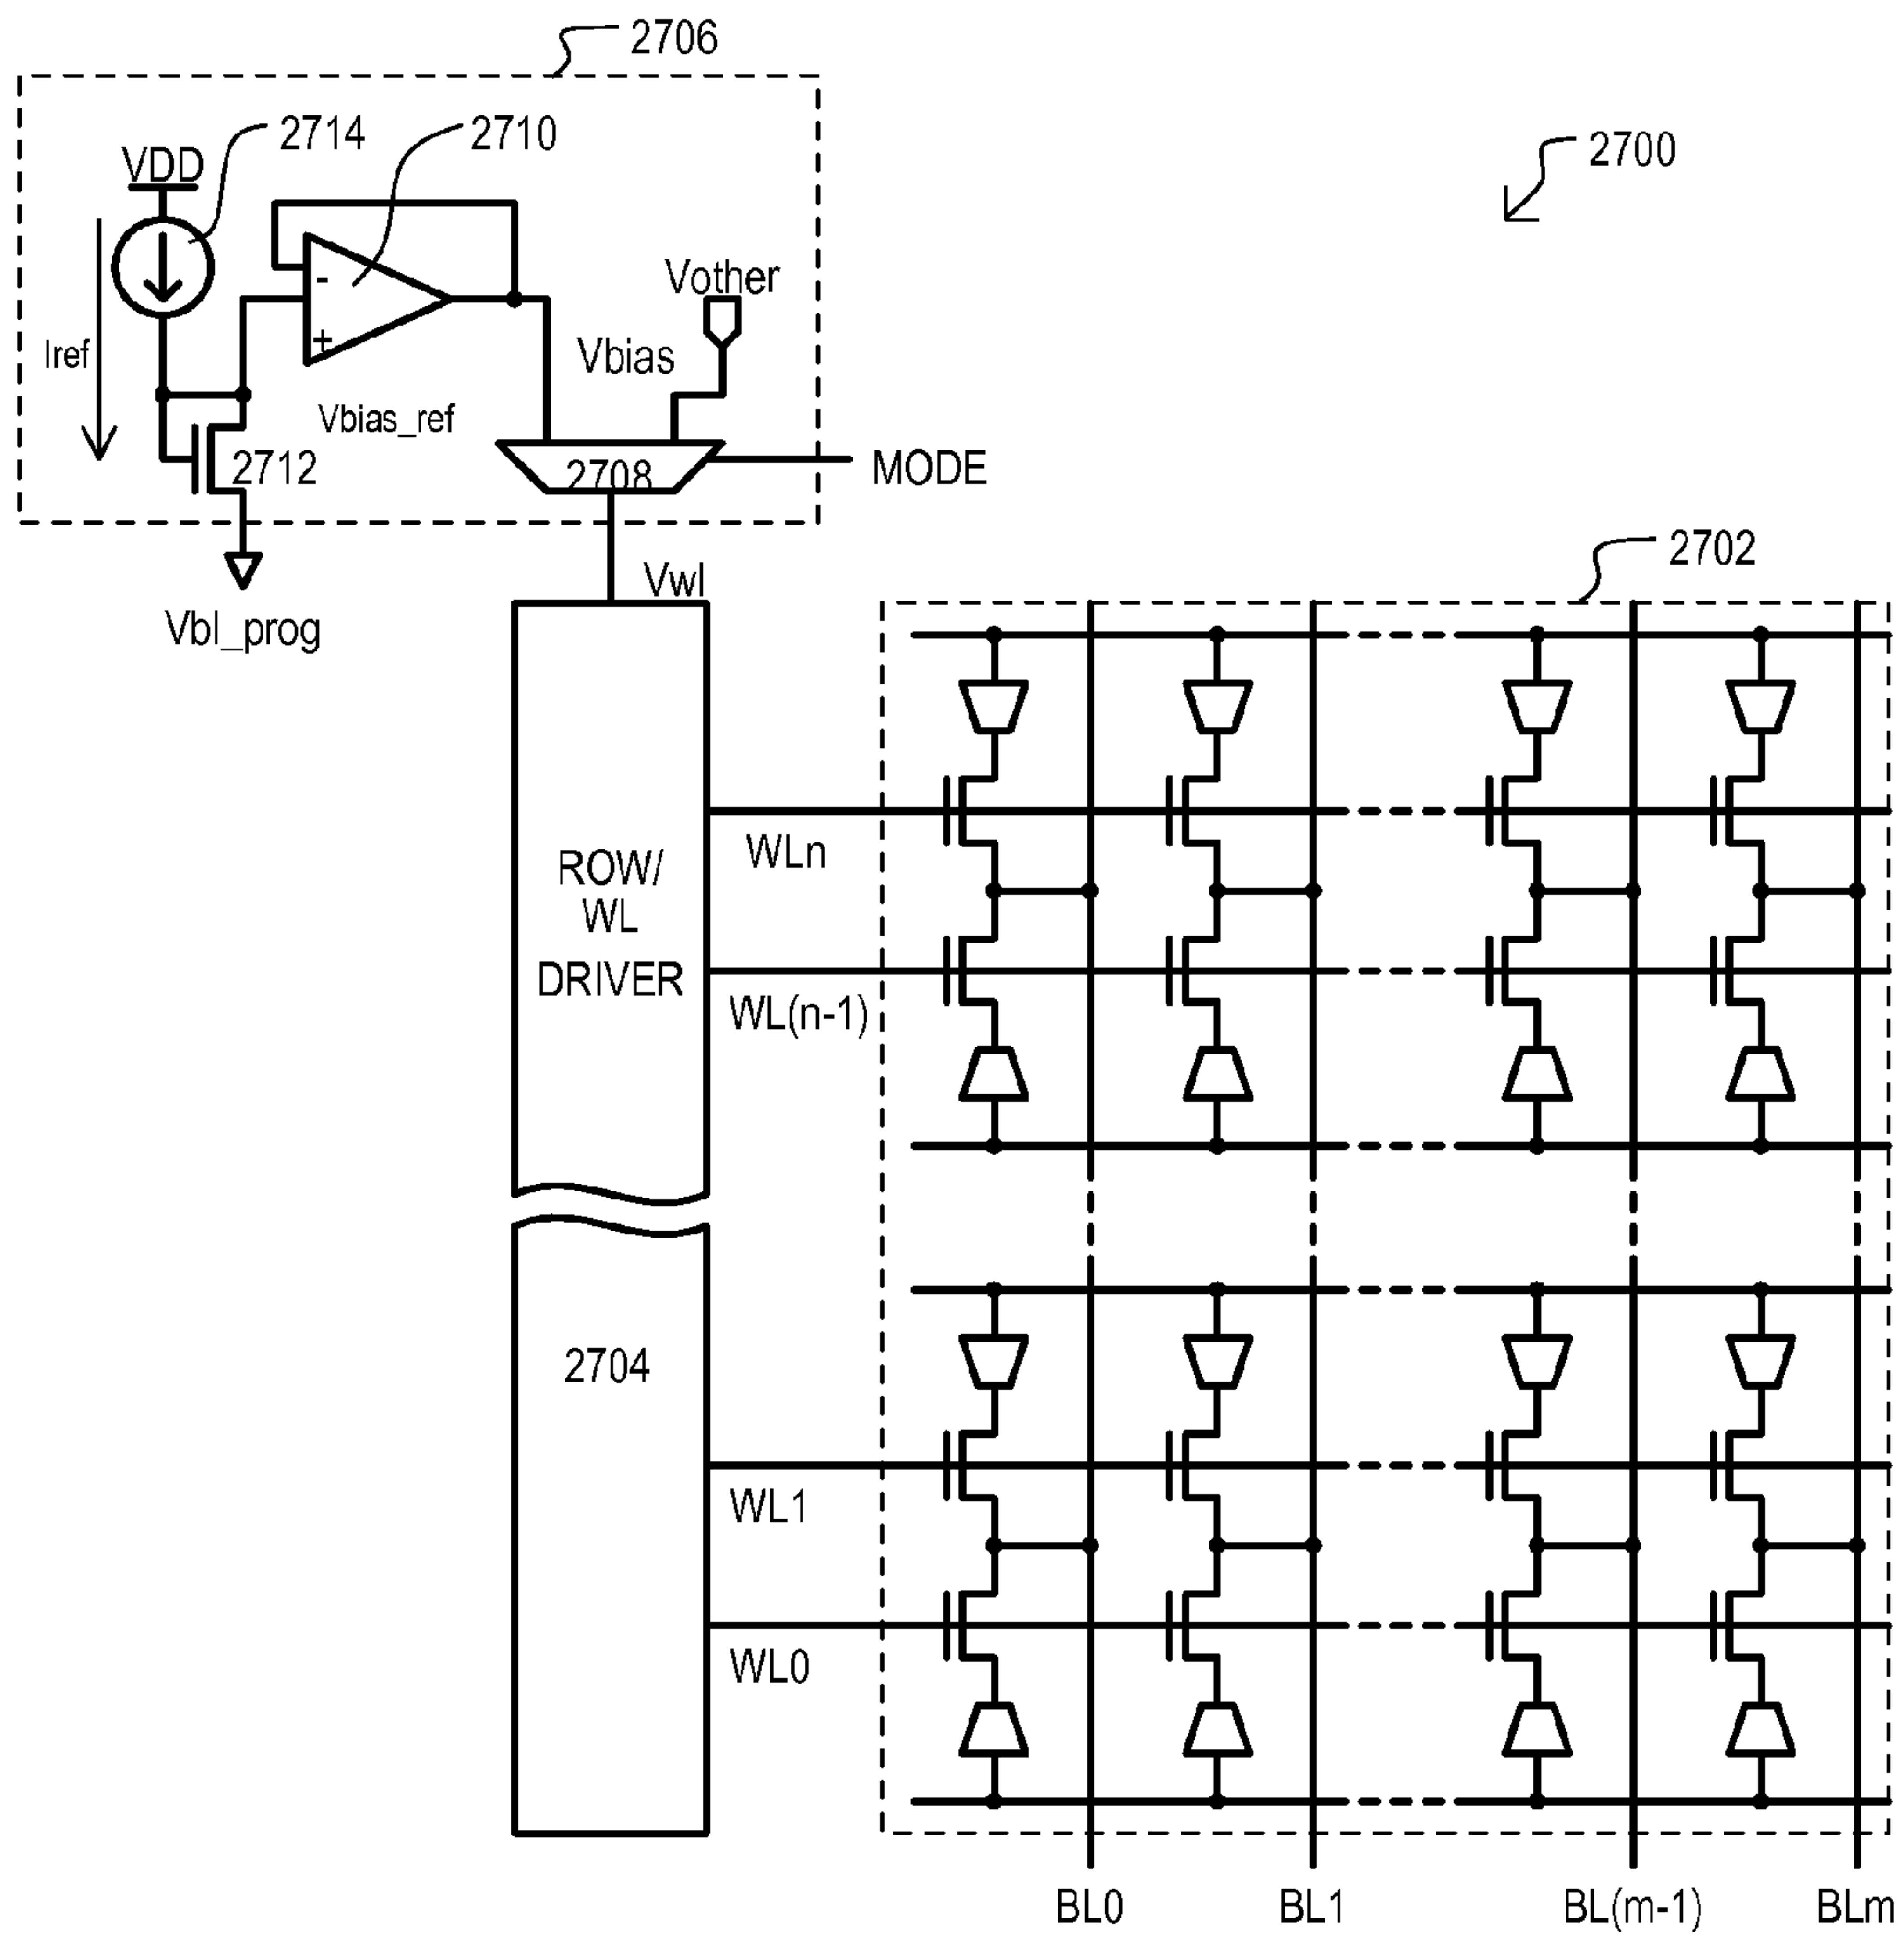 2706
2714
2710
VDD
2700
-
Vother
+
Iref
Vbias
Vbias_ref
2712
2708
MODE
2702
Vwl
Vbl_prog
WLn
ROW/
WL
DRIVER
WL(n-1)
2704
WL1
WL0
BL0
BL1
BL(m-1)
BLm